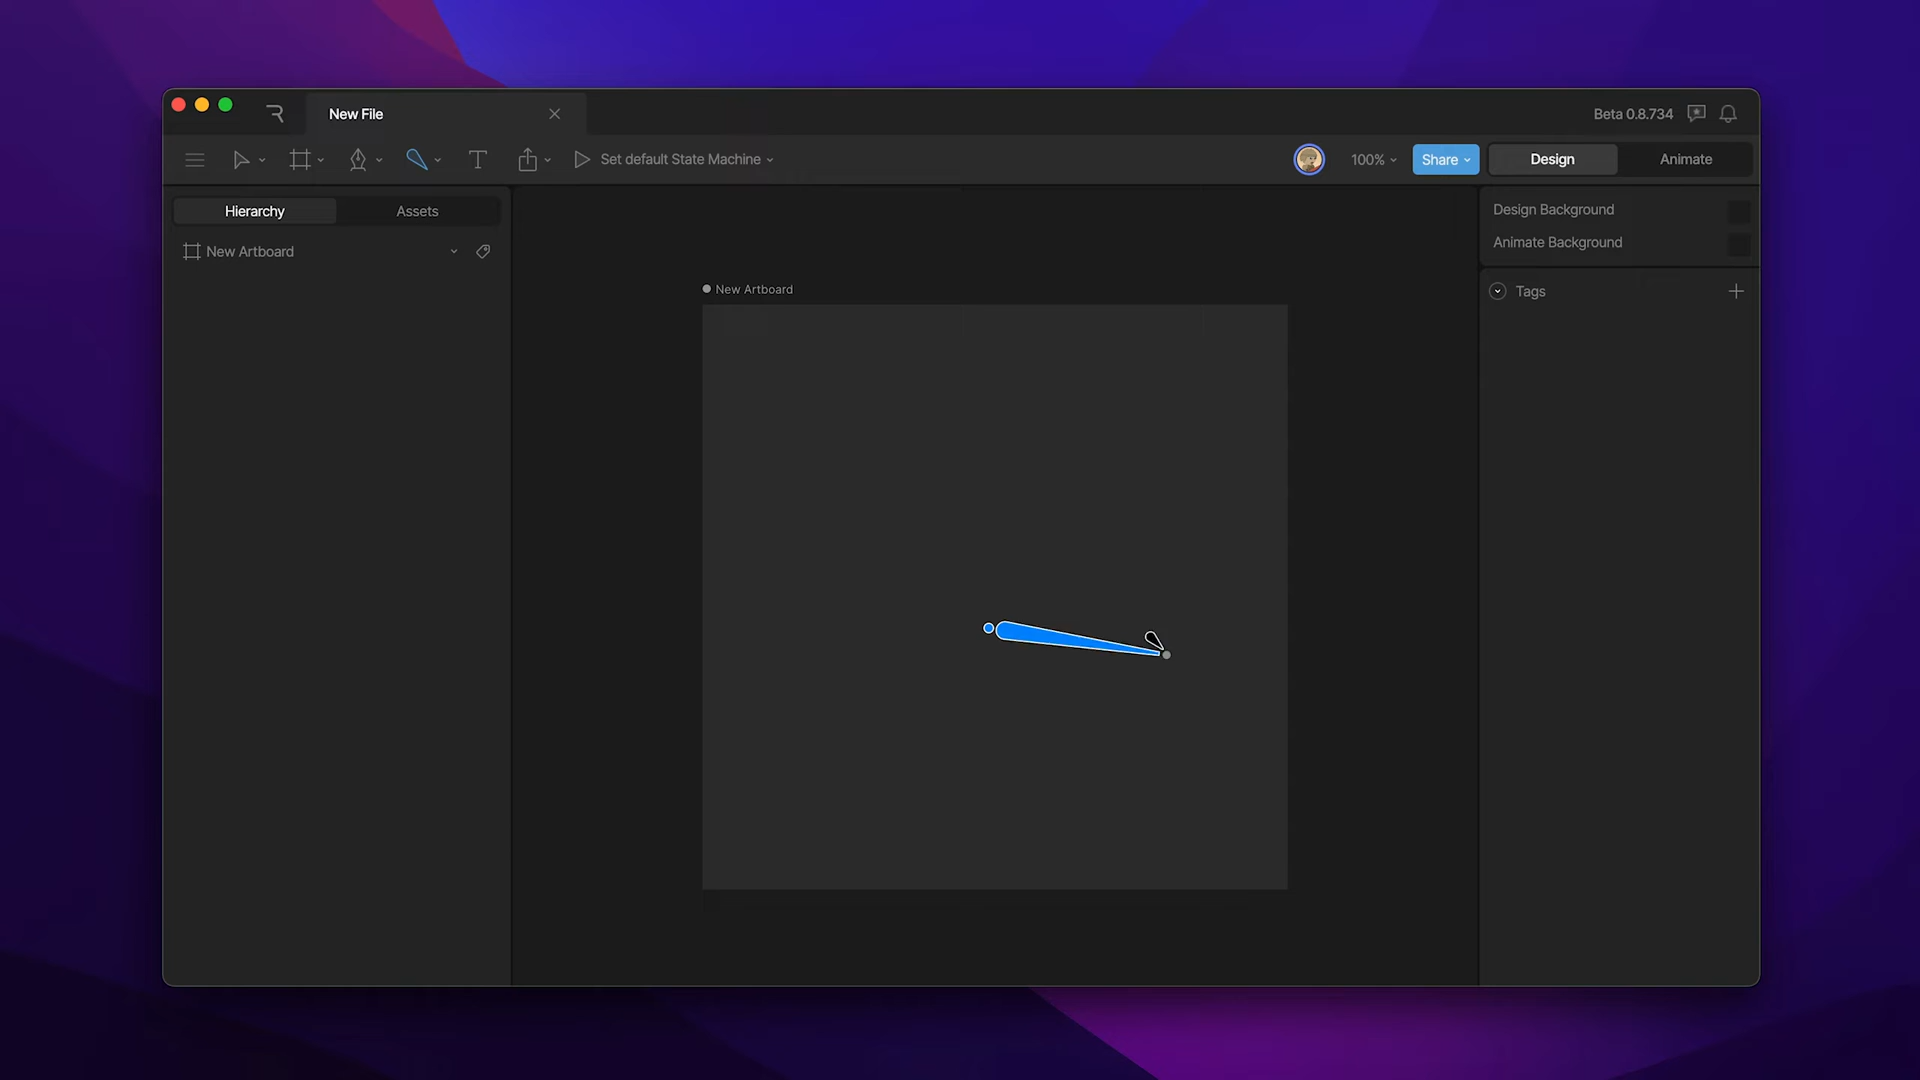 New File
Beta 0.8.734
Set default State Machine
100%
Share
Design
Animate
Hierarchy
Assets
New Artboard
New Artboard
Design Background
Animate Background
Tags